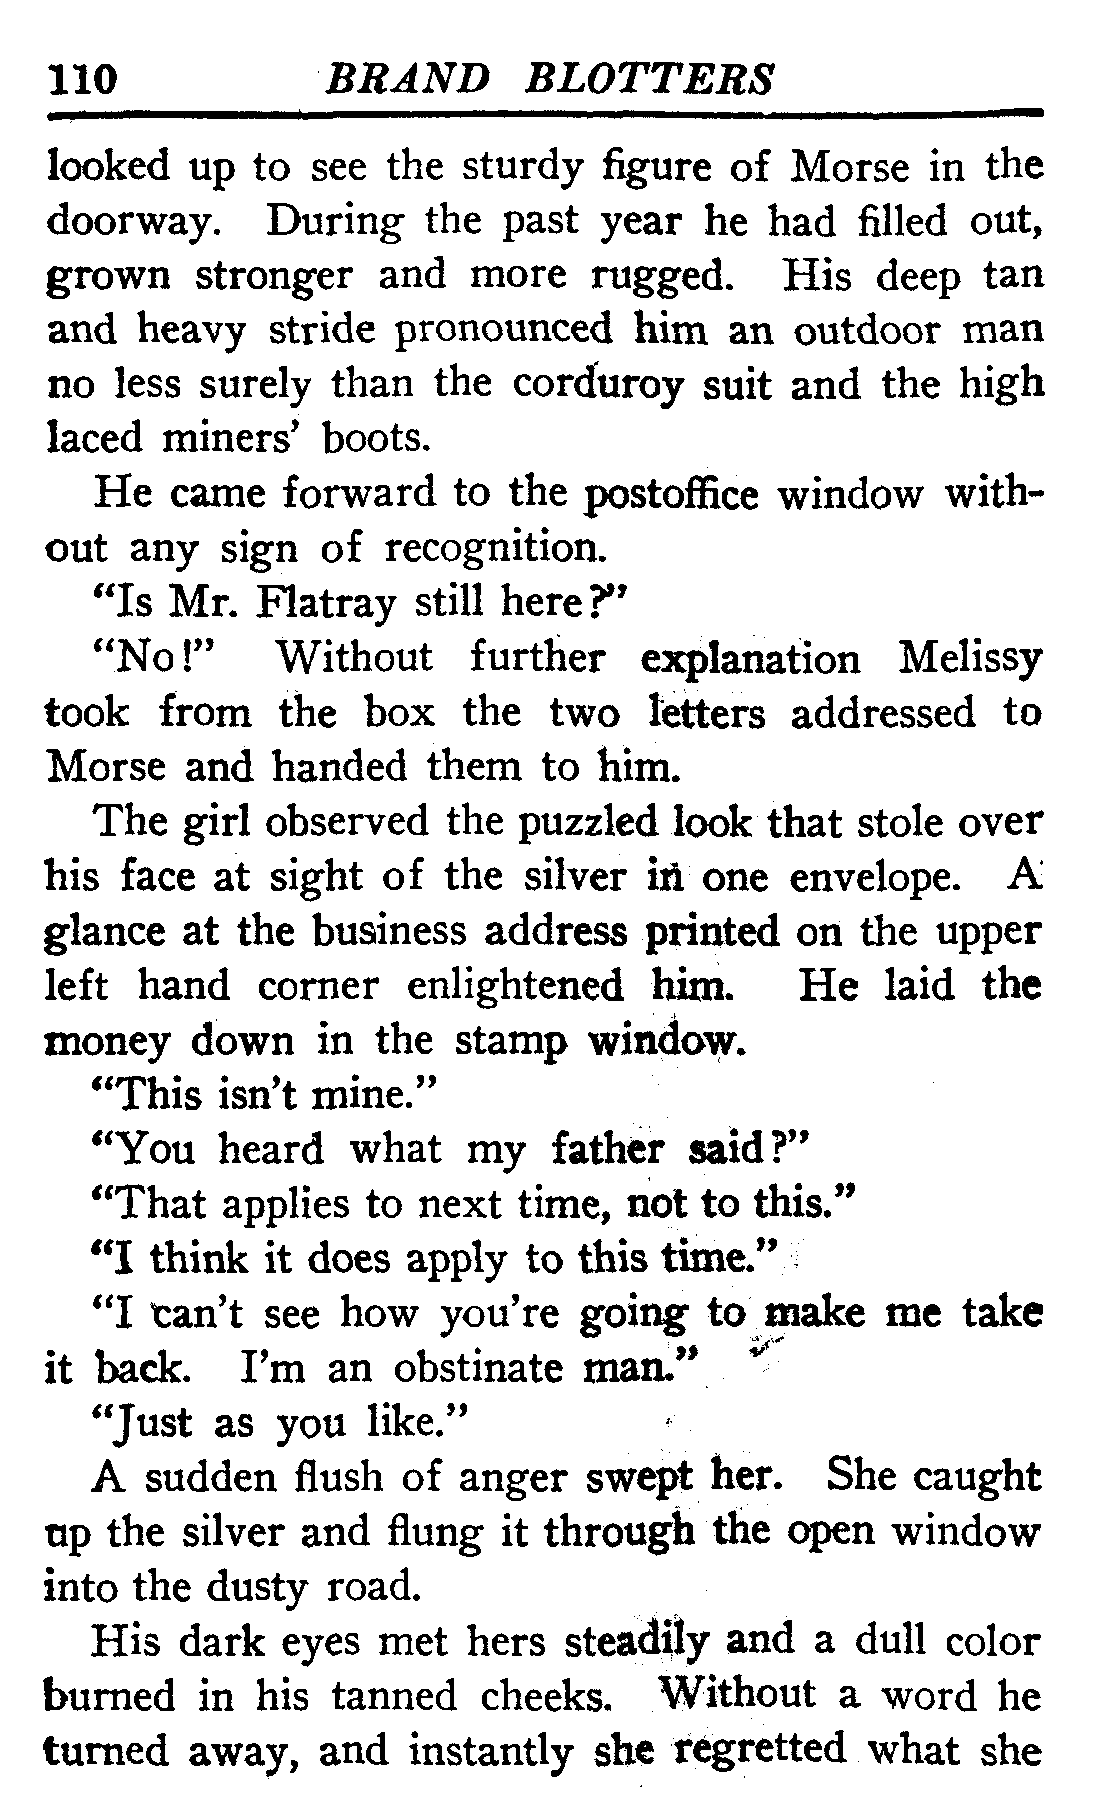 110 BRAND BLOTTERS
looked up to see the sturdy figure of Morse in the
doorway. During the past year he had filled out,
grown stronger and more rugged. His deep tan
and heavy stride pronounced him an outdoor man
no less surely than the corduroy suit and the high
laced miners' boots.
He came forward to the postoffice window with-
out any sign of recognition.
"Is Mr. Flatray still here?"
"No!" Without further explanation Melissy
took from the box the two letters addressed to
Morse and handed them to him.
The girl observed the puzzled look that stole over
his face at sight of the silver in one envelope. A
glance at the business address printed on the upper
left hand corner enlightened him. He laid the
money down in the stamp window.
"This isn't mine."
"You heard what my father said?"
"That applies to next time, not to this."
"I think it does apply to this time."
"I can't see how you're going to make me take
it back. I'm an obstinate man."
"Just as you like."
A sudden flush of anger swept her. She caught
up the silver and flung it through the open window
into the dusty road.
His dark eyes met hers steadily and a dull color
burned in his tanned cheeks. Without a word he
turned away, and instantly she regretted what she